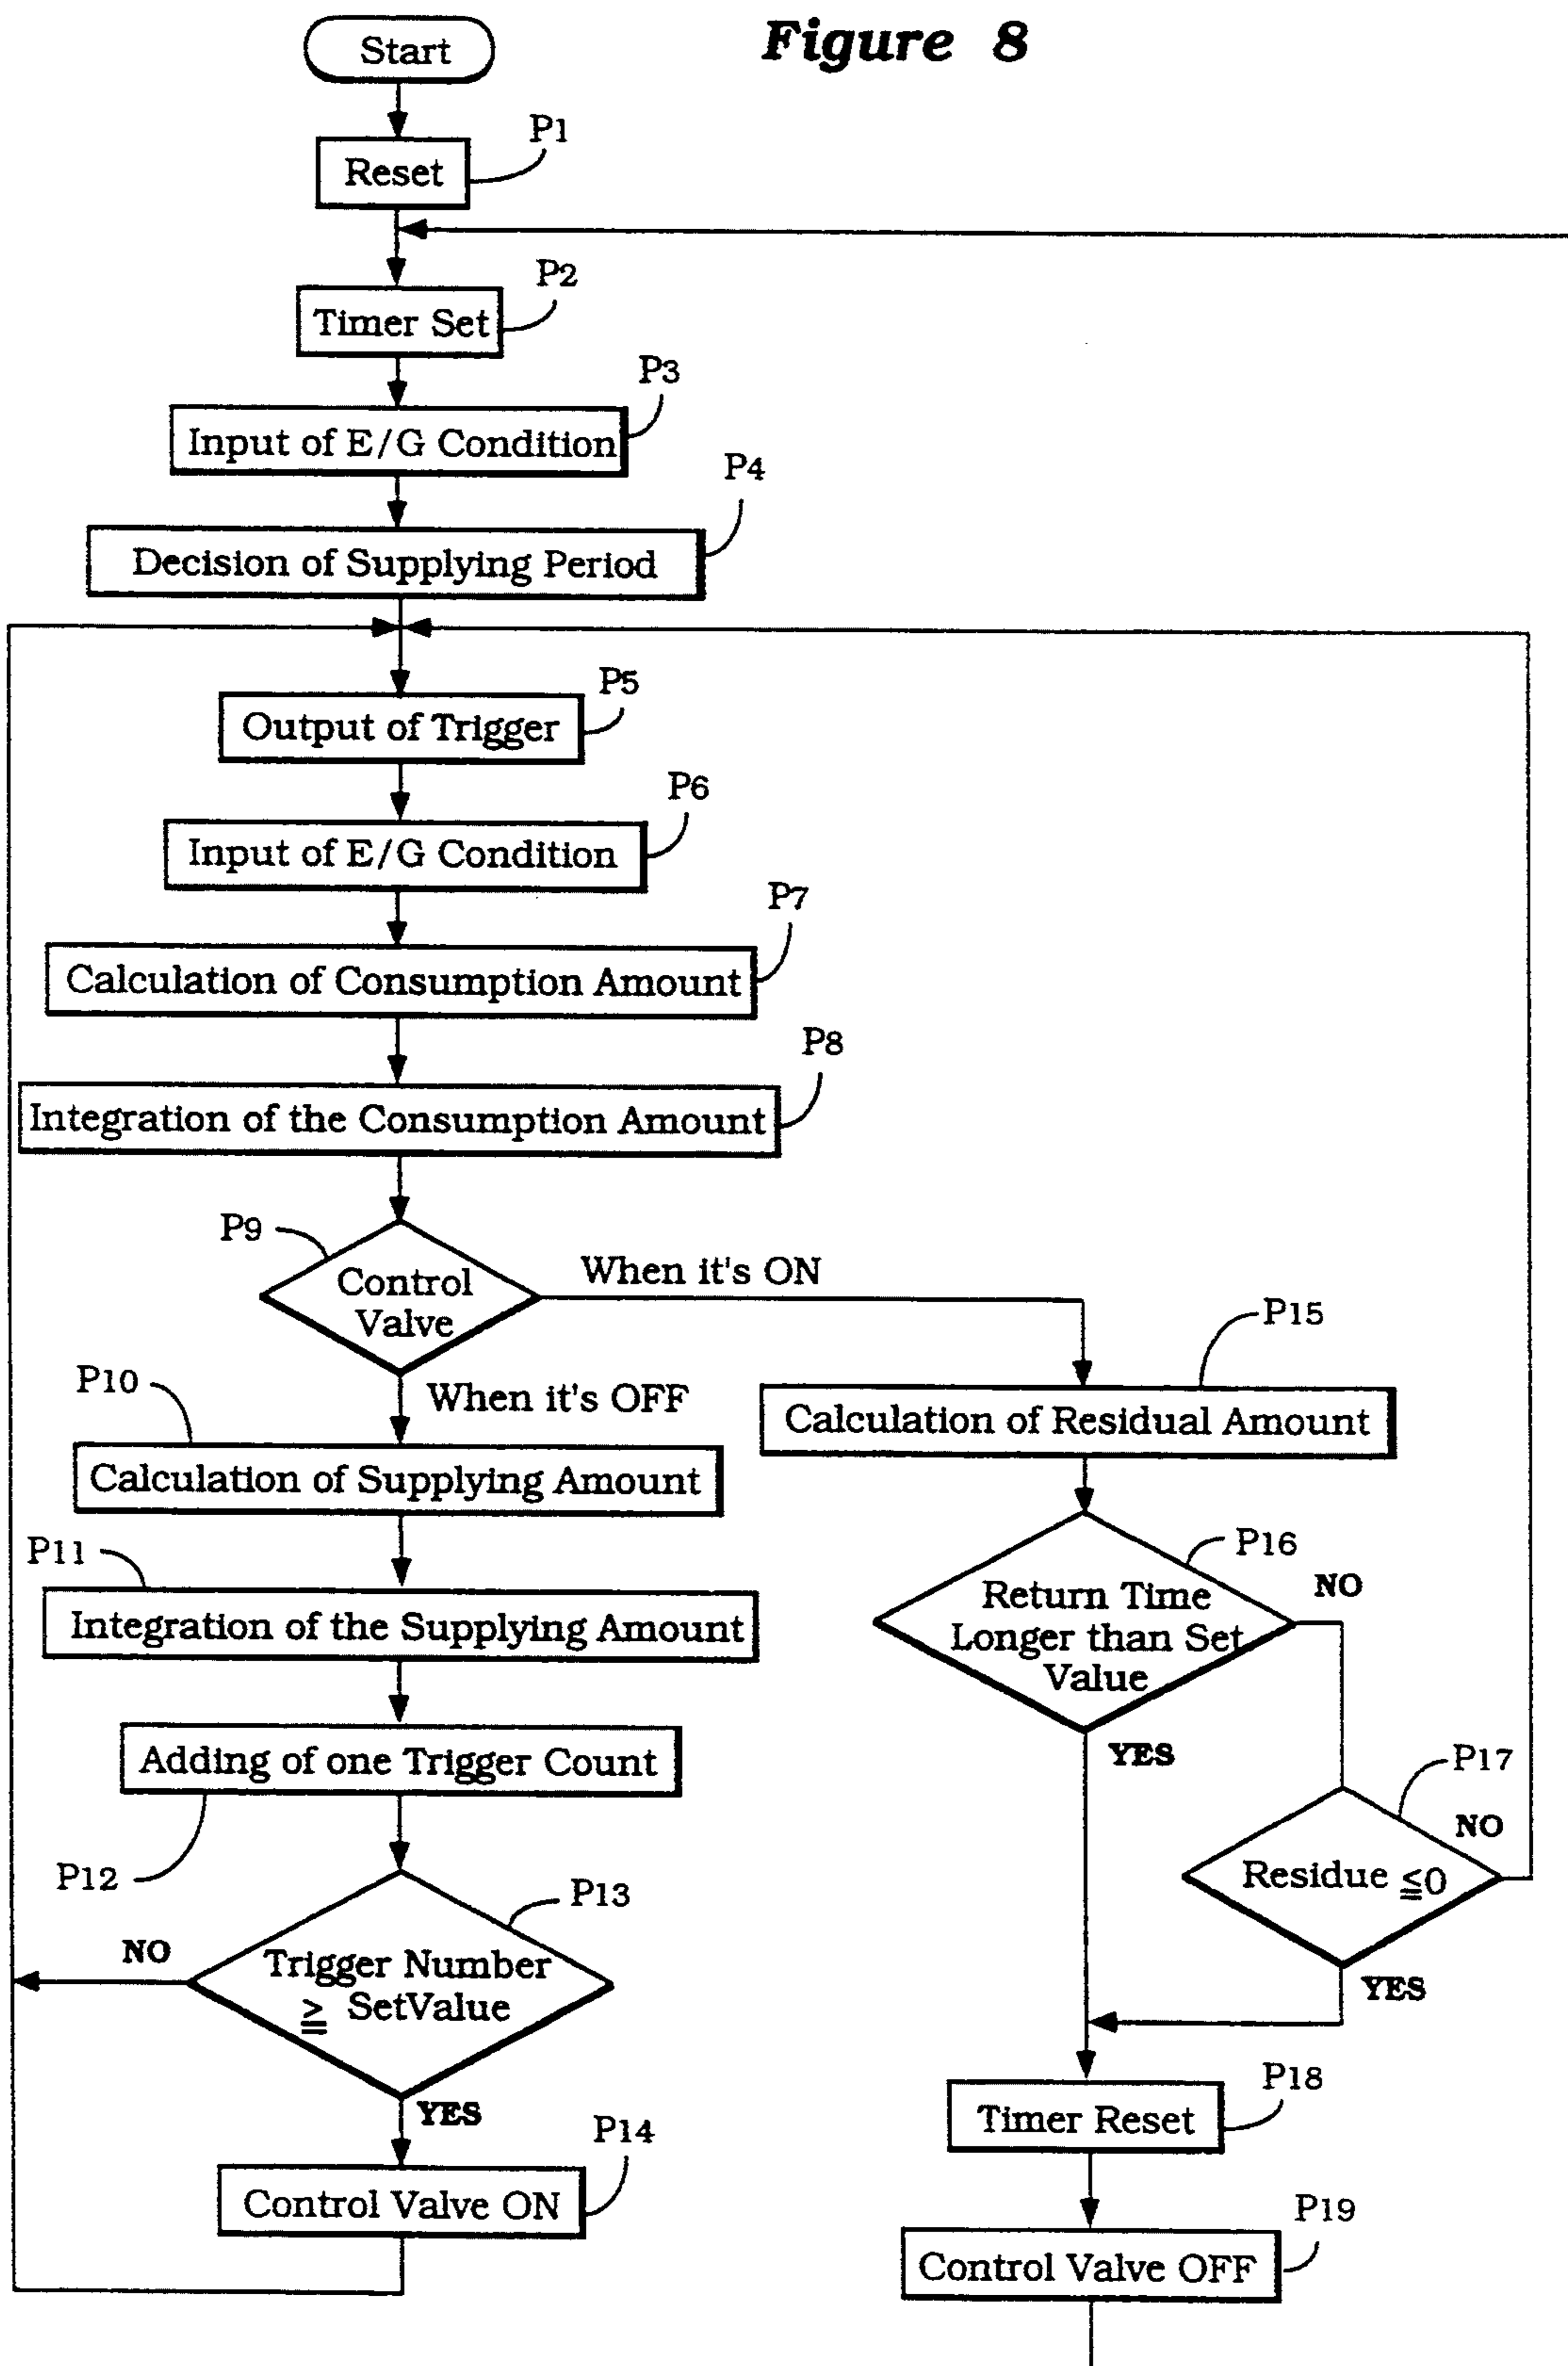 Figure 8
Start
P1
Reset
P2
Timer Set
P3
Input of E/G Condition
P4
Decision of Supplying Period
P5
Output of Trigger
P6
Input of E/G Condition
P7
Calculation of Consumption Amount
P8
Integration of the Consumption Amount
P9
Control
Valve
When it's ON
When it's OFF
P10
Calculation of Supplying Amount
P11
Integration of the Supplying Amount
Adding of one Trigger Count
P12
P13
Trigger Number
≧ SetValue
NO
YES
P14
Control Valve ON
P15
Calculation of Residual Amount
P16
Return Time
Longer than Set
Value
NO
YES
P17
Residue ≦0
NO
YES
P18
Timer Reset
P19
Control Valve OFF